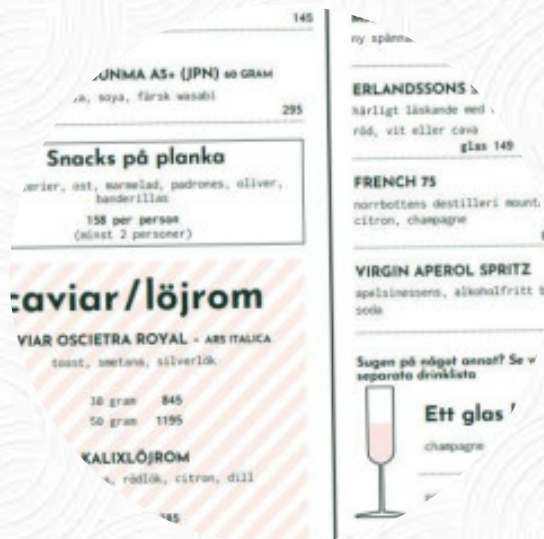 145
A5+ (JPN) 60 GRAM
soya, färsk wasabi
295
Snacks på planka
ost, marmelad, padrones, oliver,
banderillas
158 per person
(minst 2 personer)
caviar/löjrom
OSCIETRA ROYAL - ARS ITALICA
toast, smetana, silverlök
30 gram 845
50 gram 1195
KALIXLÖJROM
rödlök, citron, dill
ny
ERLANDSSONS
härligt läskande med
röd, vit eller cava
glas 149
FRENCH 75
norrbottens destilleri
citron, champagne
VIRGIN APEROL SPRITZ
apelsinessens, alkoholfritt
soda
Sugen på något annat? Se
separata drinklista
Ett glas
champagne